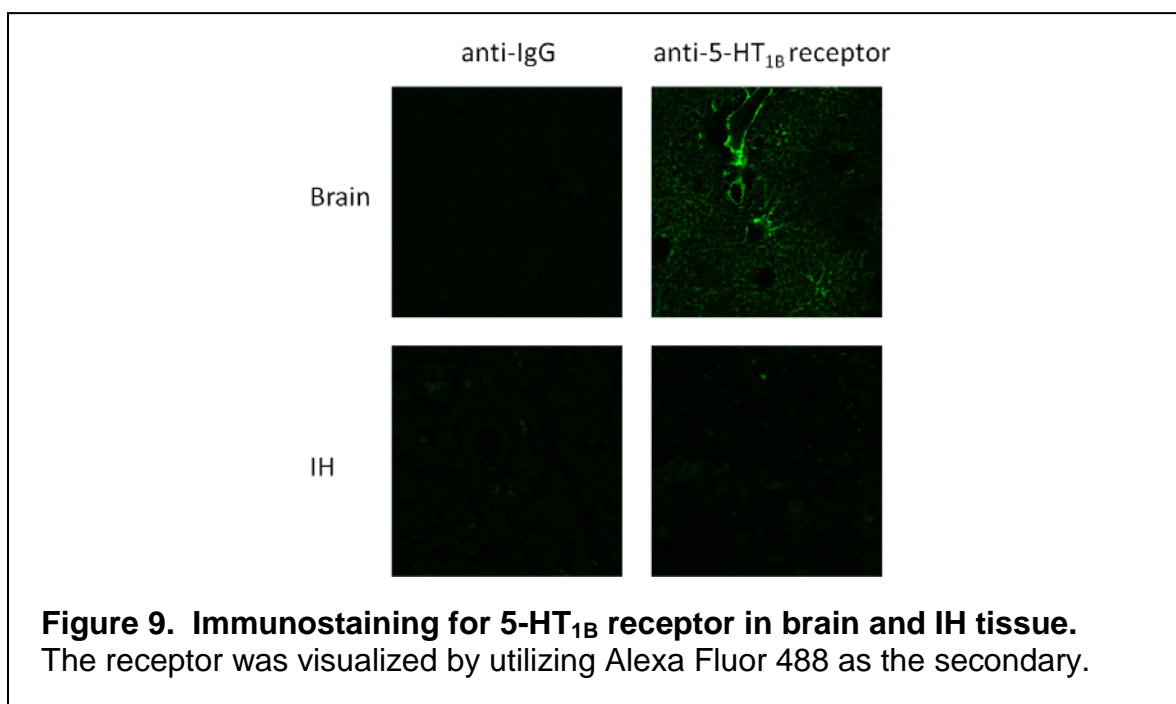 anti-IgG anti-5-HT1B receptor
Brain
IH
Figure 9. Immunostaining for 5-HT1B receptor in brain and IH tissue.
The receptor was visualized by utilizing Alexa Fluor 488 as the secondary.